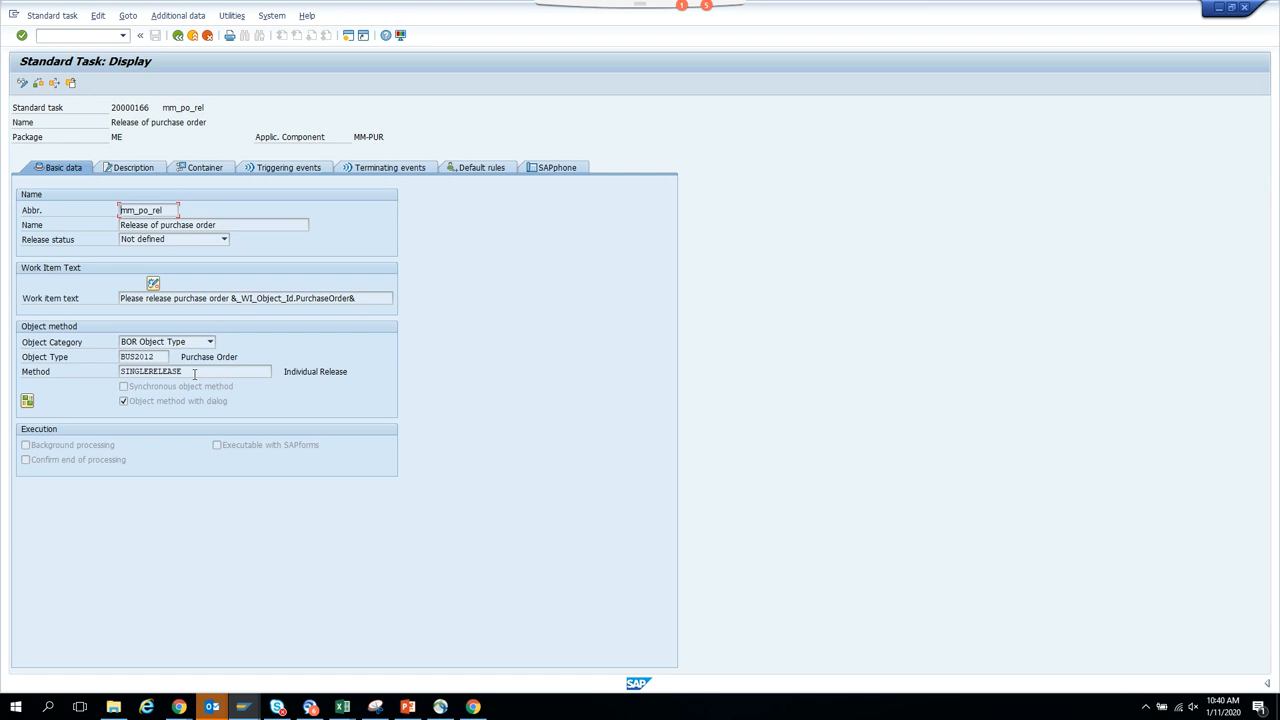 1 5
Standard task Edit Goto Additional data Utilities System Help
Standard Task: Display
Standard task 20000166 mm_po_rel
Name Release of purchase order
Package ME Applic. Component MM-PUR
Basic data Description Container Triggering events Terminating events Default rules SAPphone
Name
Abbr. mm_po_rel
Name Release of purchase order
Release status Not defined
Work Item Text
Work item text Please release purchase order &_WI_Object_Id.PurchaseOrder&
Object method
Object Category BOR Object Type
Object Type BUS2012 Purchase Order
Method SINGLERELEASE Individual Release
Synchronous object method
Object method with dialog
Execution
Background processing Executable with SAPforms
Confirm end of processing
SAP
10:40 AM
1/11/2020